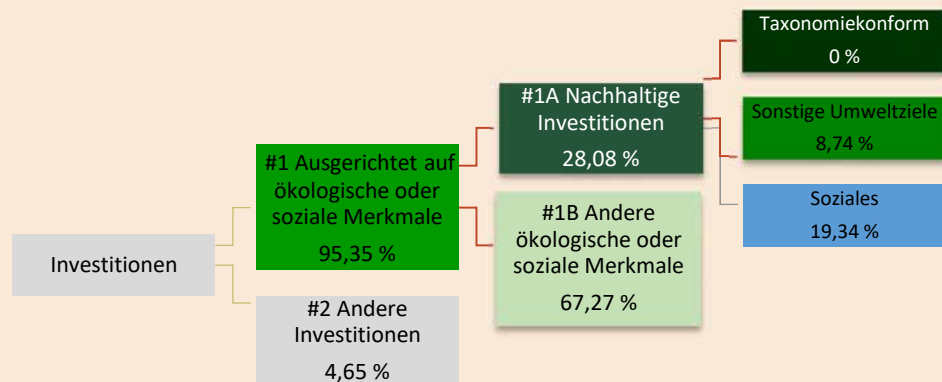 Investitionen
#1 Ausgerichtet auf
ökologische oder
soziale Merkmale
95,35 %
#2 Andere
Investitionen
4,65 %
#1A Nachhaltige
Investitionen
28,08 %
#1B Andere
ökologische oder
soziale Merkmale
67,27 %
Taxonomiekonform
0 %
Sonstige Umweltziele
8,74 %
Soziales
19,34 %